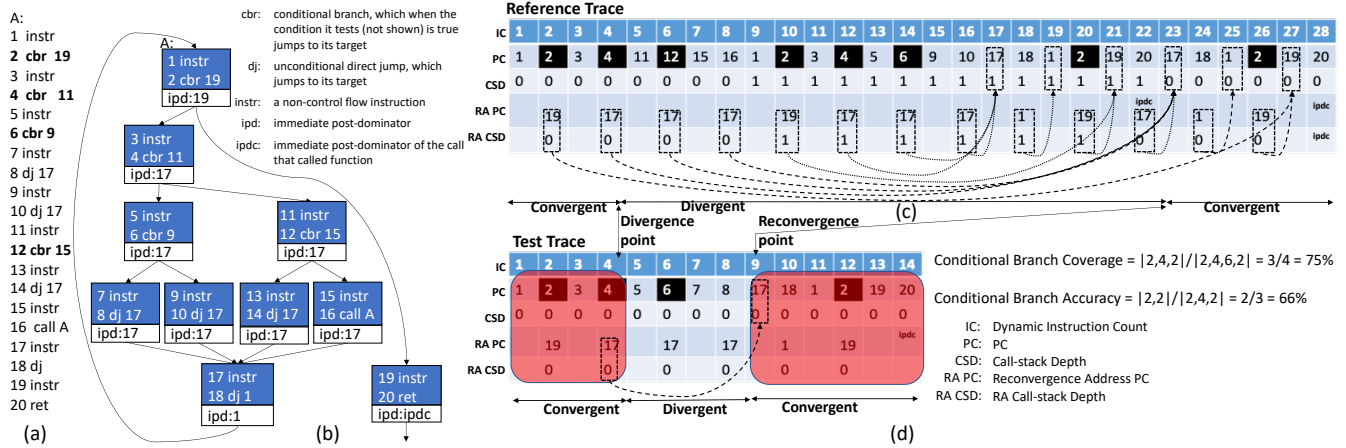 A:
1 instr
2 cbr 19
3 instr
4 cbr 11
5 instr
6 cbr 9
7 instr
8 dj 17
9 instr
10 dj 17
11 instr
12 cbr 15
13 instr
14 dj 17
15 instr
16 call A
17 instr
18 dj
19 instr
20 ret
(a)
A:
1 instr
2 cbr 19
ipd:19
3 instr
4 cbr 11
ipd:17
5 instr
6 cbr 9
ipd:17
11 instr
12 cbr 15
ipd:17
7 instr
8 dj 17
ipd:17
9 instr
10 dj 17
ipd:17
13 instr
14 dj 17
ipd:17
15 instr
16 call A
ipd:17
17 instr
18 dj 1
ipd:1
19 instr
20 ret
ipd:ipdc
(b)
cbr: conditional branch, which when the
condition it tests (not shown) is true
jumps to its target
dj: unconditional direct jump, which
jumps to its target
instr: a non-control flow instruction
ipd: immediate post-dominator
ipdc: immediate post-dominator of the call
that called function
Reference Trace
IC 1 2 3 4 5 6 7 8 9 10 11 12 13 14 15 16 17 18 19 20 21 22 23 24 25 26 27 28
PC 1 2 3 4 11 12 15 16 1 2 3 4 5 6 9 10 17 18 1 2 19 20 17 18 1 2 19 20
CSD 0 0 0 0 0 0 0 0 1 1 1 1 1 1 1 1 1 1 1 1 1 1 0 0 0 0 0 0
ipdc ipdc
RA PC 19 17 17 17 19 17 17 17 1 19 17 1 19
RA CSD 0 0 0 0 1 1 1 1 1 1 0 0 0 ipdc
(c)
Convergent Divergent Convergent
Divergence point
Reconvergence point
Test Trace
IC 1 2 3 4 5 6 7 8 9 10 11 12 13 14
PC 1 2 3 4 5 6 7 8 17 18 1 2 19 20
CSD 0 0 0 0 0 0 0 0 0 0 0 0 0 0
RA PC 19 17 17 17 1 19 ipdc
RA CSD 0 0 0 0 0 0
Convergent Divergent Convergent
(d)
Conditional Branch Coverage = |2,4,2|/|2,4,6,2| = 3/4 = 75%
Conditional Branch Accuracy = |2,2|/|2,4,2| = 2/3 = 66%
IC: Dynamic Instruction Count
PC: PC
CSD: Call-stack Depth
RA PC: Reconvergence Address PC
RA CSD: RA Call-stack Depth